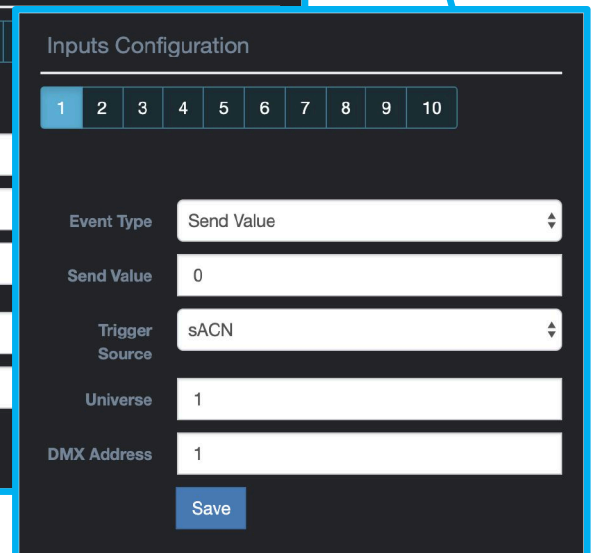 Inputs Configuration
1 2 3 4 5 6 7 8 9 10
Event Type Send Value
Send Value 0
Trigger Source sACN
Universe 1
DMX Address 1
Save